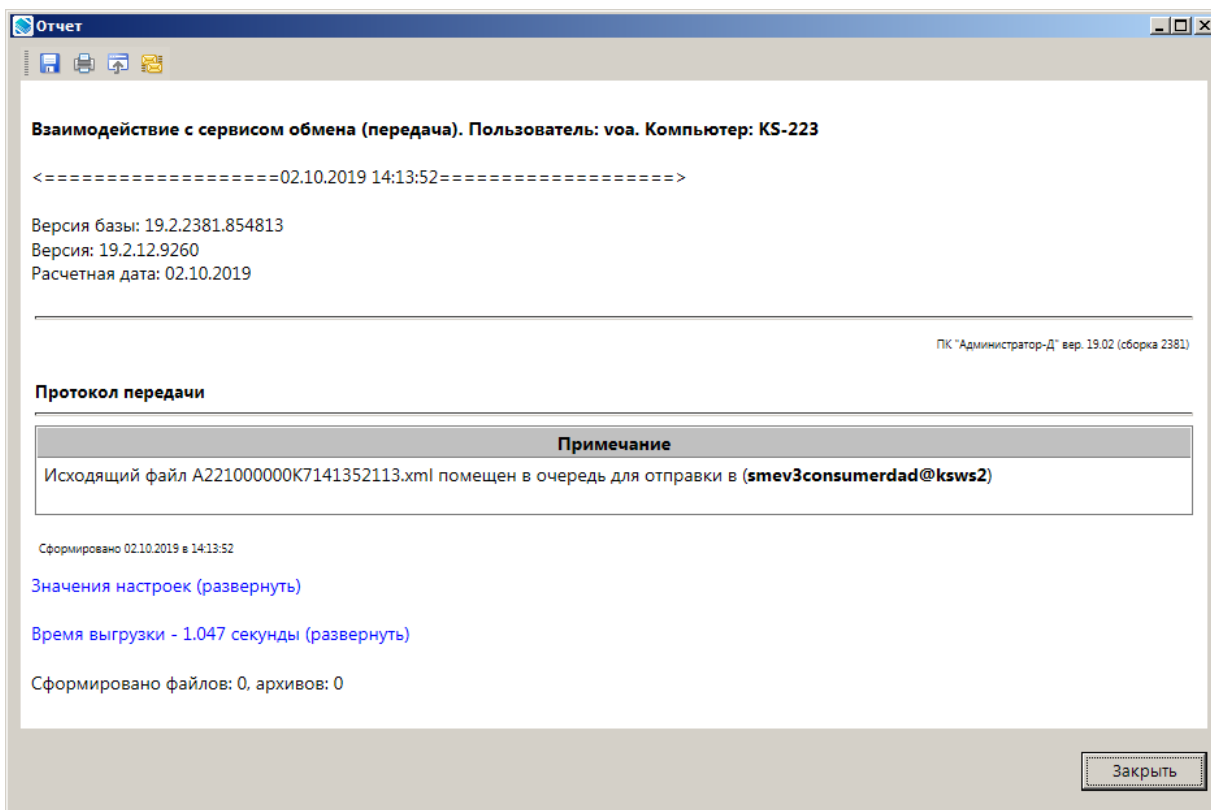 Отчет
Взаимодействие с сервисом обмена (передача). Пользователь: voa. Компьютер: KS-223
<===================02.10.2019 14:13:52===================>
Версия базы: 19.2.2381.854813
Версия: 19.2.12.9260
Расчетная дата: 02.10.2019
ПК "Администратор-Д" вер. 19.02 (сборка 2381)
Протокол передачи
Примечание
Исходящий файл A221000000K7141352113.xml помещен в очередь для отправки в (smev3consumerdad@ksws2)
Сформировано 02.10.2019 в 14:13:52
Значения настроек (развернуть)
Время выгрузки - 1.047 секунды (развернуть)
Сформировано файлов: 0, архивов: 0
Закрыть